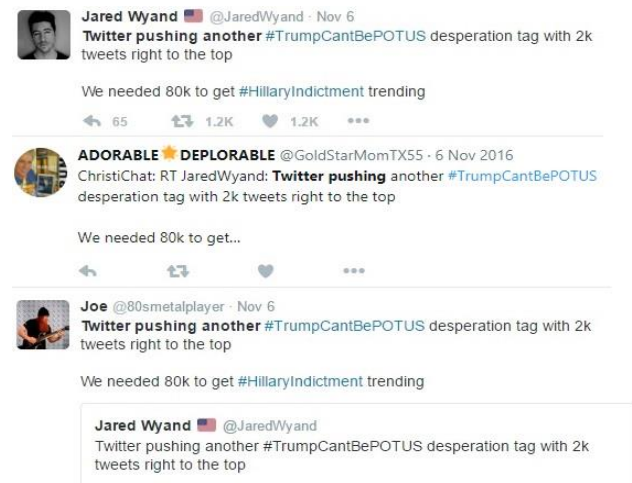 Jared Wyand @JaredWyand · Nov 6
Twitter pushing another #TrumpCantBePOTUS desperation tag with 2k
tweets right to the top
We needed 80k to get #HillaryIndictment trending
65 1.2K 1.2K
ADORABLE DEPLORABLE @GoldStarMomTX55 · 6 Nov 2016
ChristiChat: RT JaredWyand: Twitter pushing another #TrumpCantBePOTUS
desperation tag with 2k tweets right to the top
We needed 80k to get...
Joe @80smetalplayer · Nov 6
Twitter pushing another #TrumpCantBePOTUS desperation tag with 2k
tweets right to the top
We needed 80k to get #HillaryIndictment trending
Jared Wyand @JaredWyand
Twitter pushing another #TrumpCantBePOTUS desperation tag with 2k
tweets right to the top